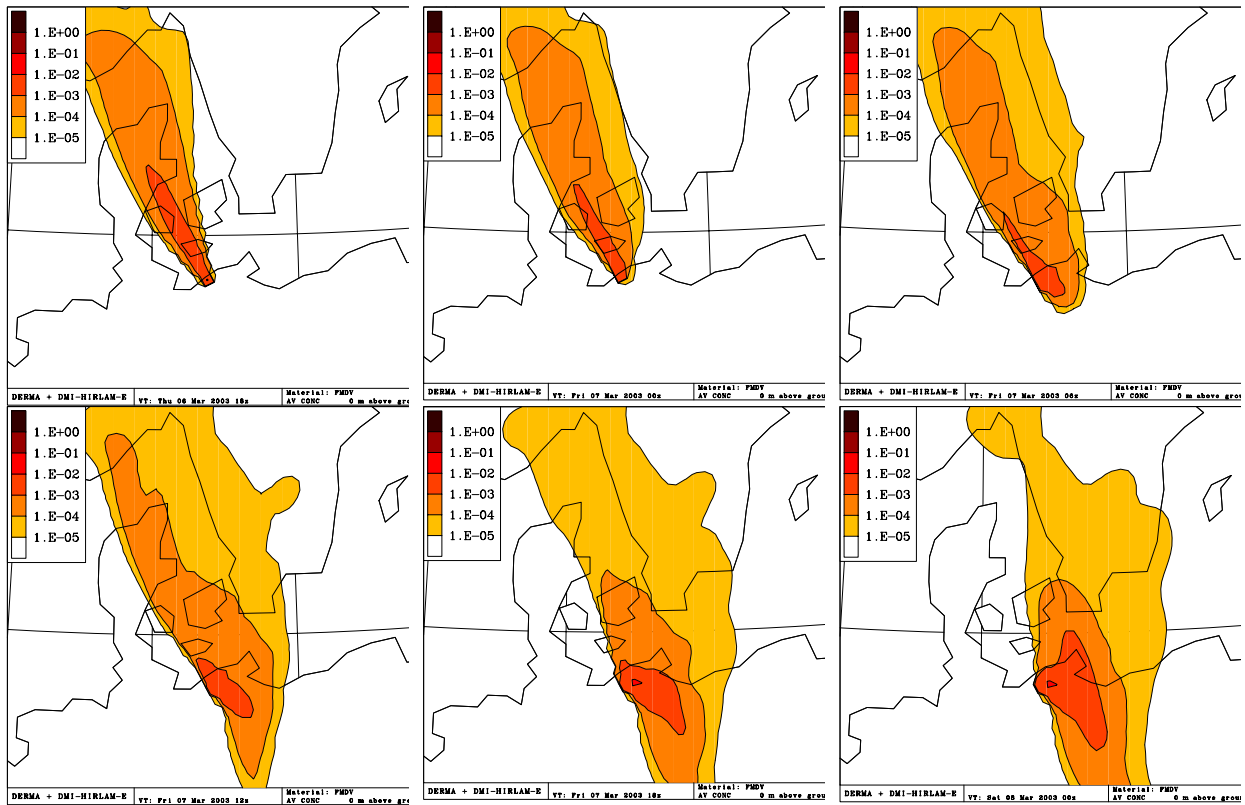 1.E+00
1.E-01
1.E-02
1.E-03
1.E-04
1.E-05
DERMA + DMI-HIRLAM-E
VT: Thu 06 Mar 2003 18z
Material: FMDV
AV CONC 0 m above grou
1.E+00
1.E-01
1.E-02
1.E-03
1.E-04
1.E-05
DERMA + DMI-HIRLAM-E
VT: Fri 07 Mar 2003 00z
Material: FMDV
AV CONC 0 m above grou
1.E+00
1.E-01
1.E-02
1.E-03
1.E-04
1.E-05
DERMA + DMI-HIRLAM-E
VT: Fri 07 Mar 2003 06z
Material: FMDV
AV CONC 0 m above grou
1.E+00
1.E-01
1.E-02
1.E-03
1.E-04
1.E-05
DERMA + DMI-HIRLAM-E
VT: Fri 07 Mar 2003 12z
Material: FMDV
AV CONC 0 m above grou
1.E+00
1.E-01
1.E-02
1.E-03
1.E-04
1.E-05
DERMA + DMI-HIRLAM-E
VT: Fri 07 Mar 2003 18z
Material: FMDV
AV CONC 0 m above grou
1.E+00
1.E-01
1.E-02
1.E-03
1.E-04
1.E-05
DERMA + DMI-HIRLAM-E
VT: Sat 08 Mar 2003 00z
Material: FMDV
AV CONC 0 m above grou